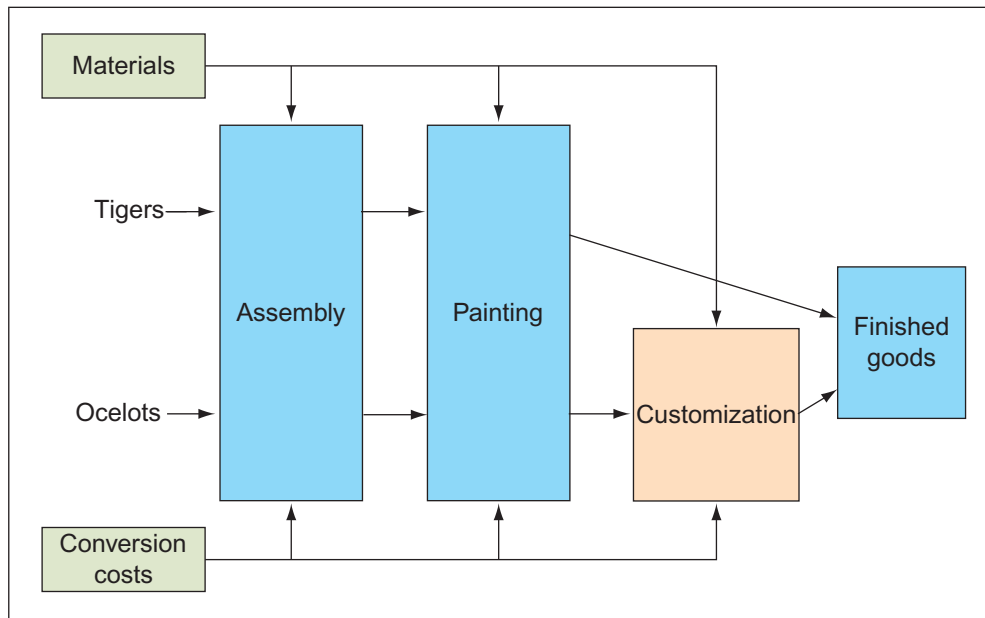 Materials
Tigers
Assembly
Painting
Finished
goods
Ocelots
Customization
Conversion
costs